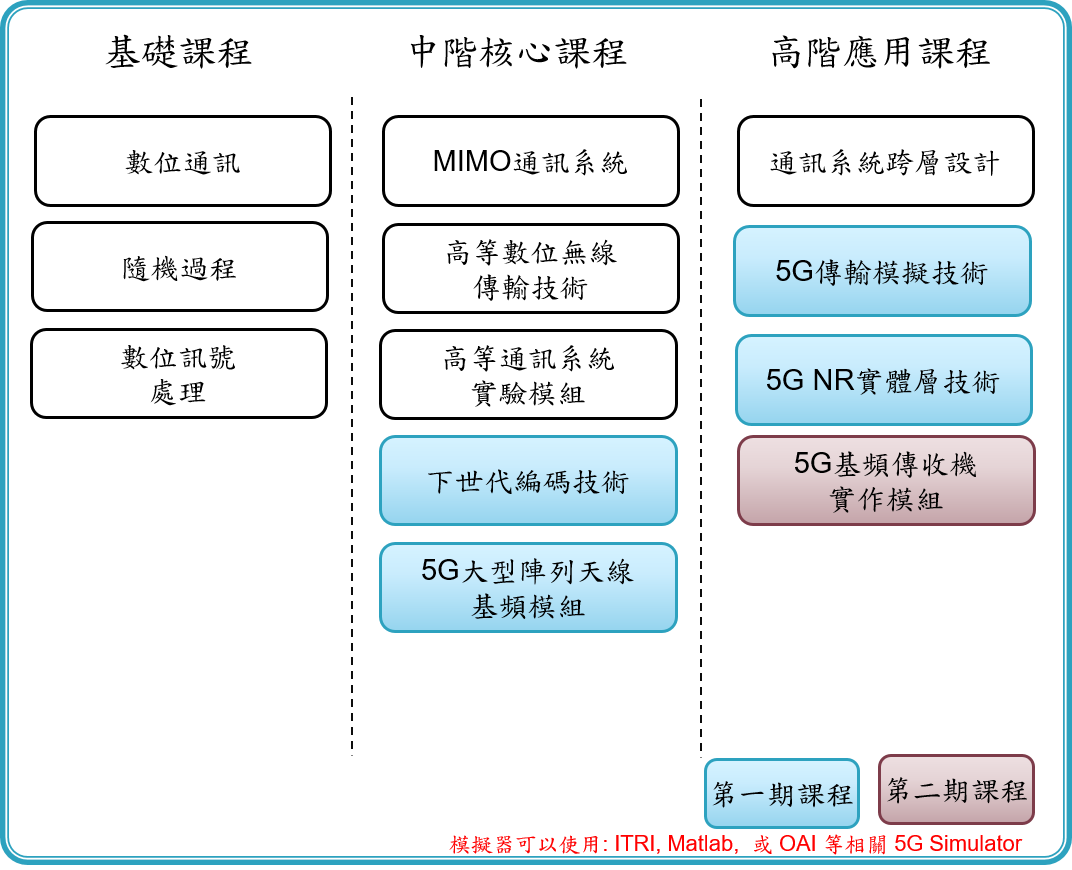 基礎課程
數位通訊
隨機過程
數位訊號
處理
中階核心課程
MIMO通訊系統
高等數位無線
傳輸技術
高等通訊系統
實驗模組
下世代編碼技術
5G大型陣列天線
基頻模組
高階應用課程
通訊系統跨層設計
5G傳輸模擬技術
5G NR實體層技術
5G基頻傳收機
實作模組
第一期課程
第二期課程
模擬器可以使用: ITRI, Matlab, 或 OAI 等相關 5G Simulator